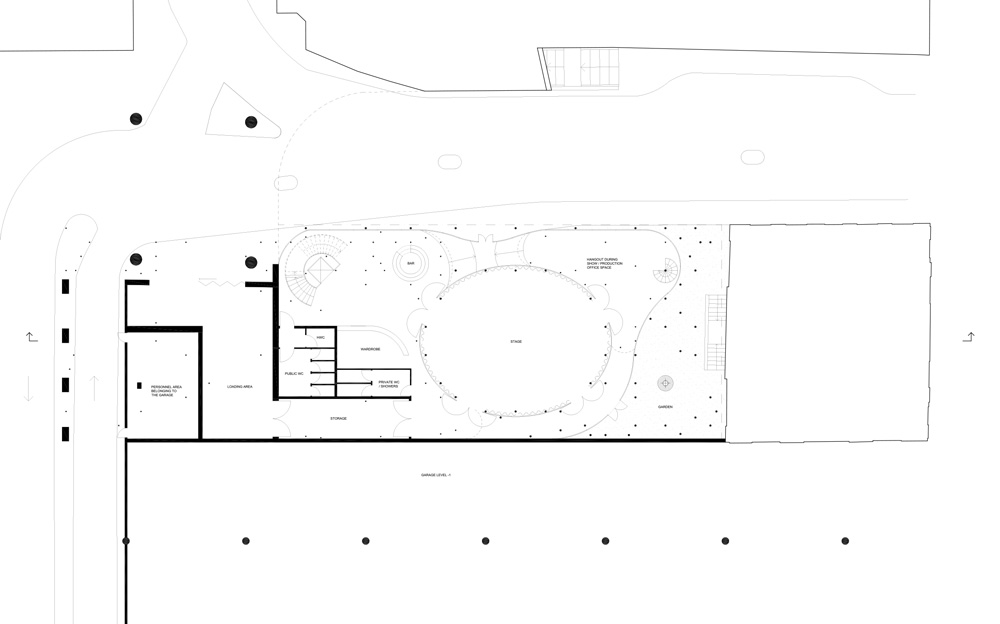 BAR
HANGOUT DURING
SHOW / PRODUCTION
OFFICE SPACE
HWC
STAGE
WARDROBE
PUBLIC WC
PRIVATE WC
/ SHOWERS
PERSONNEL AREA
BELONGING TO
THE GARAGE
LOADING AREA
GARDEN
STORAGE
GARAGE LEVEL -1